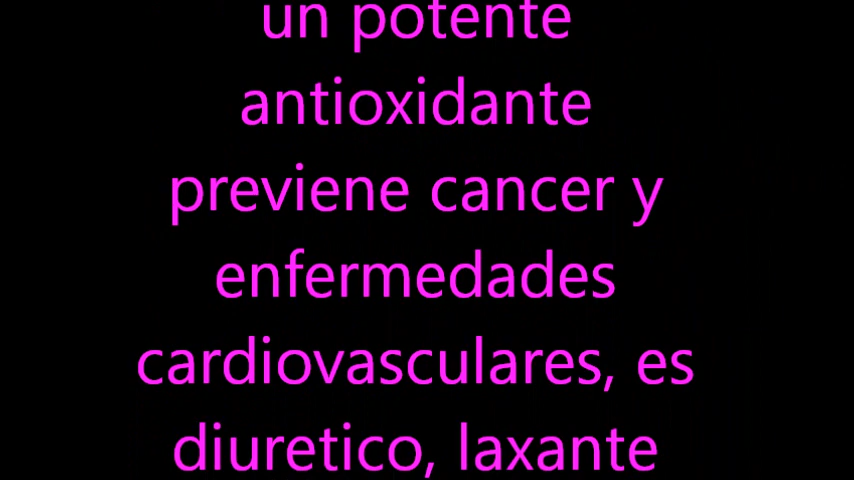 un potente
antioxidante
previene cancer y
enfermedades
cardiovasculares, es
diuretico, laxante